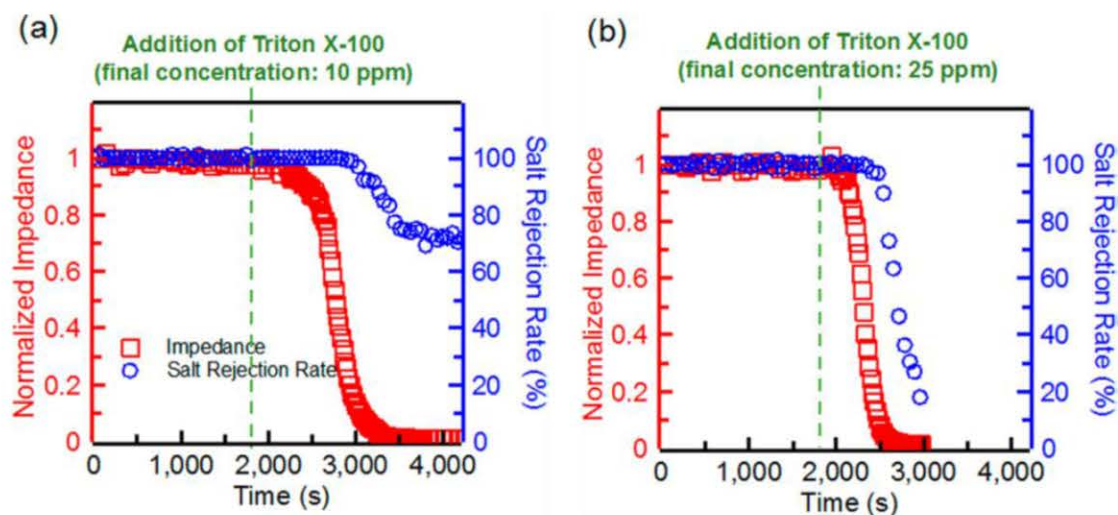 (a)
Addition of Triton X-100
(final concentration: 10 ppm)
Normalized Impedance
1
0.8
0.6
0.4
0.2
0
Impedance
Salt Rejection Rate
100
80
60
40
20
0
Salt Rejection Rate (%)
0 1,000 2,000 3,000 4,000
Time (s)
(b)
Addition of Triton X-100
(final concentration: 25 ppm)
Normalized Impedance
1
0.8
0.6
0.4
0.2
0
100
80
60
40
20
0
Salt Rejection Rate (%)
0 1,000 2,000 3,000 4,000
Time (s)